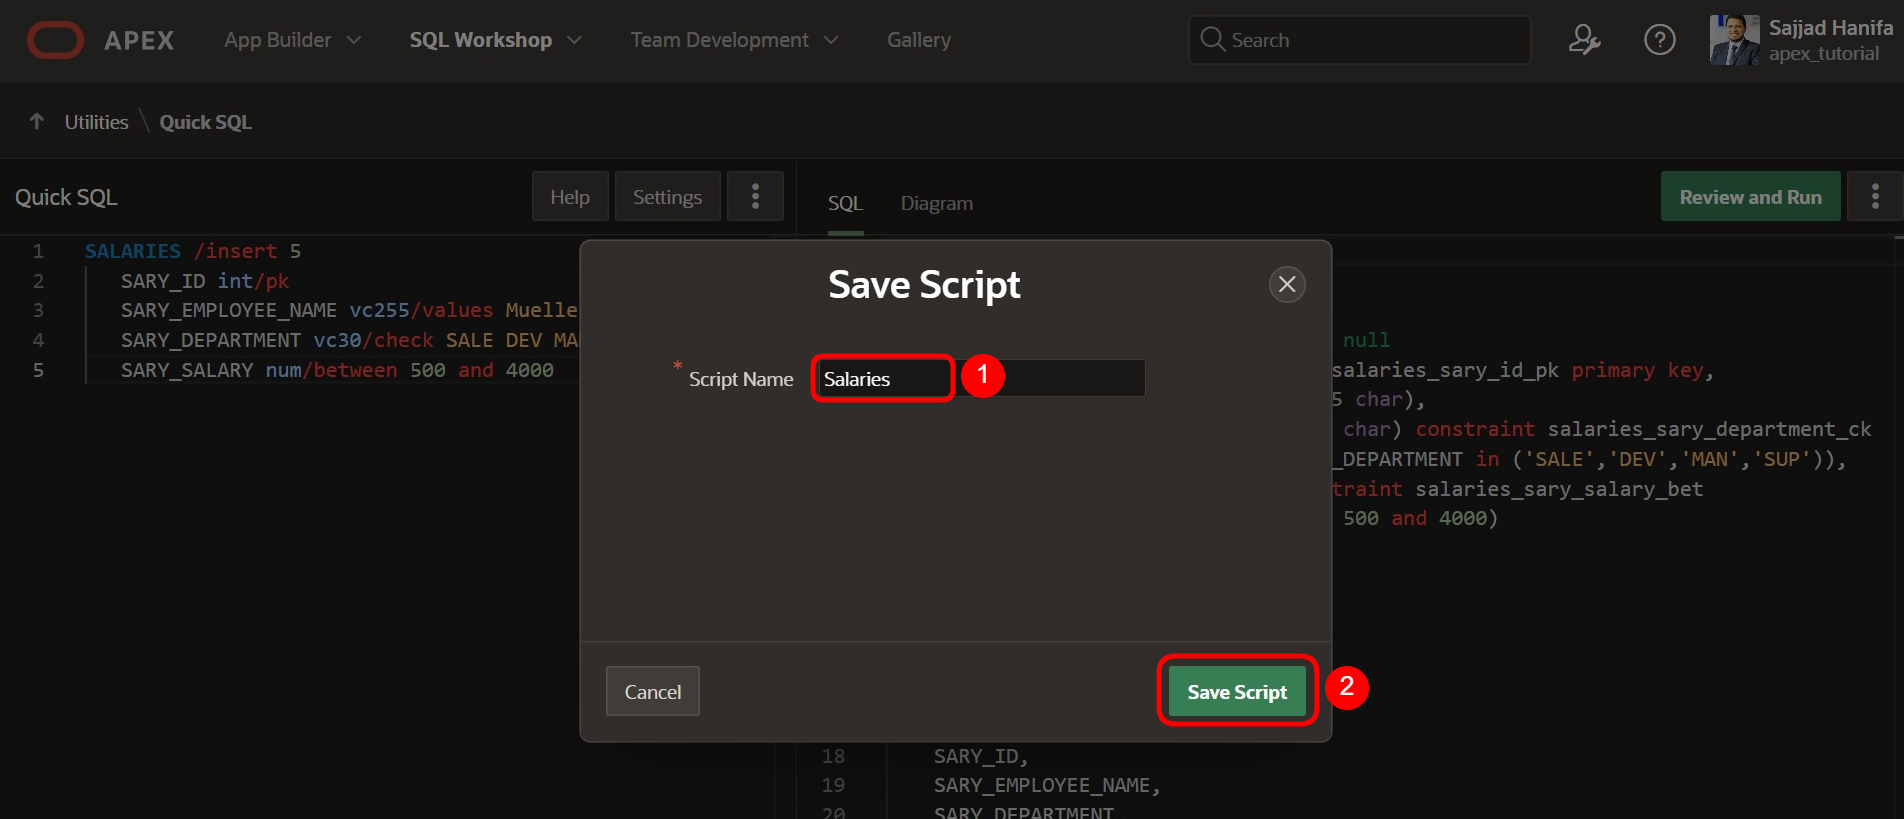 APEX
App Builder
SQL Workshop
Team Development
Gallery
Search
Sajjad Hanifa
apex_tutorial
Utilities \ Quick SQL
Quick SQL
Help
Settings
SQL
Diagram
Review and Run
1 SALARIES /insert 5
2 SARY_ID int/pk
3 SARY_EMPLOYEE_NAME vc255/values Muelle
4 SARY_DEPARTMENT vc30/check SALE DEV MA
5 SARY_SALARY num/between 500 and 4000
Save Script
* Script Name
Salaries
1
Cancel
Save Script
2
null
salaries_sary_id_pk primary key,
5 char),
char) constraint salaries_sary_department_ck
_DEPARTMENT in ('SALE','DEV','MAN','SUP')),
traint salaries_sary_salary_bet
500 and 4000)
18 SARY_ID,
19 SARY_EMPLOYEE_NAME,
20 SARY_DEPARTMENT